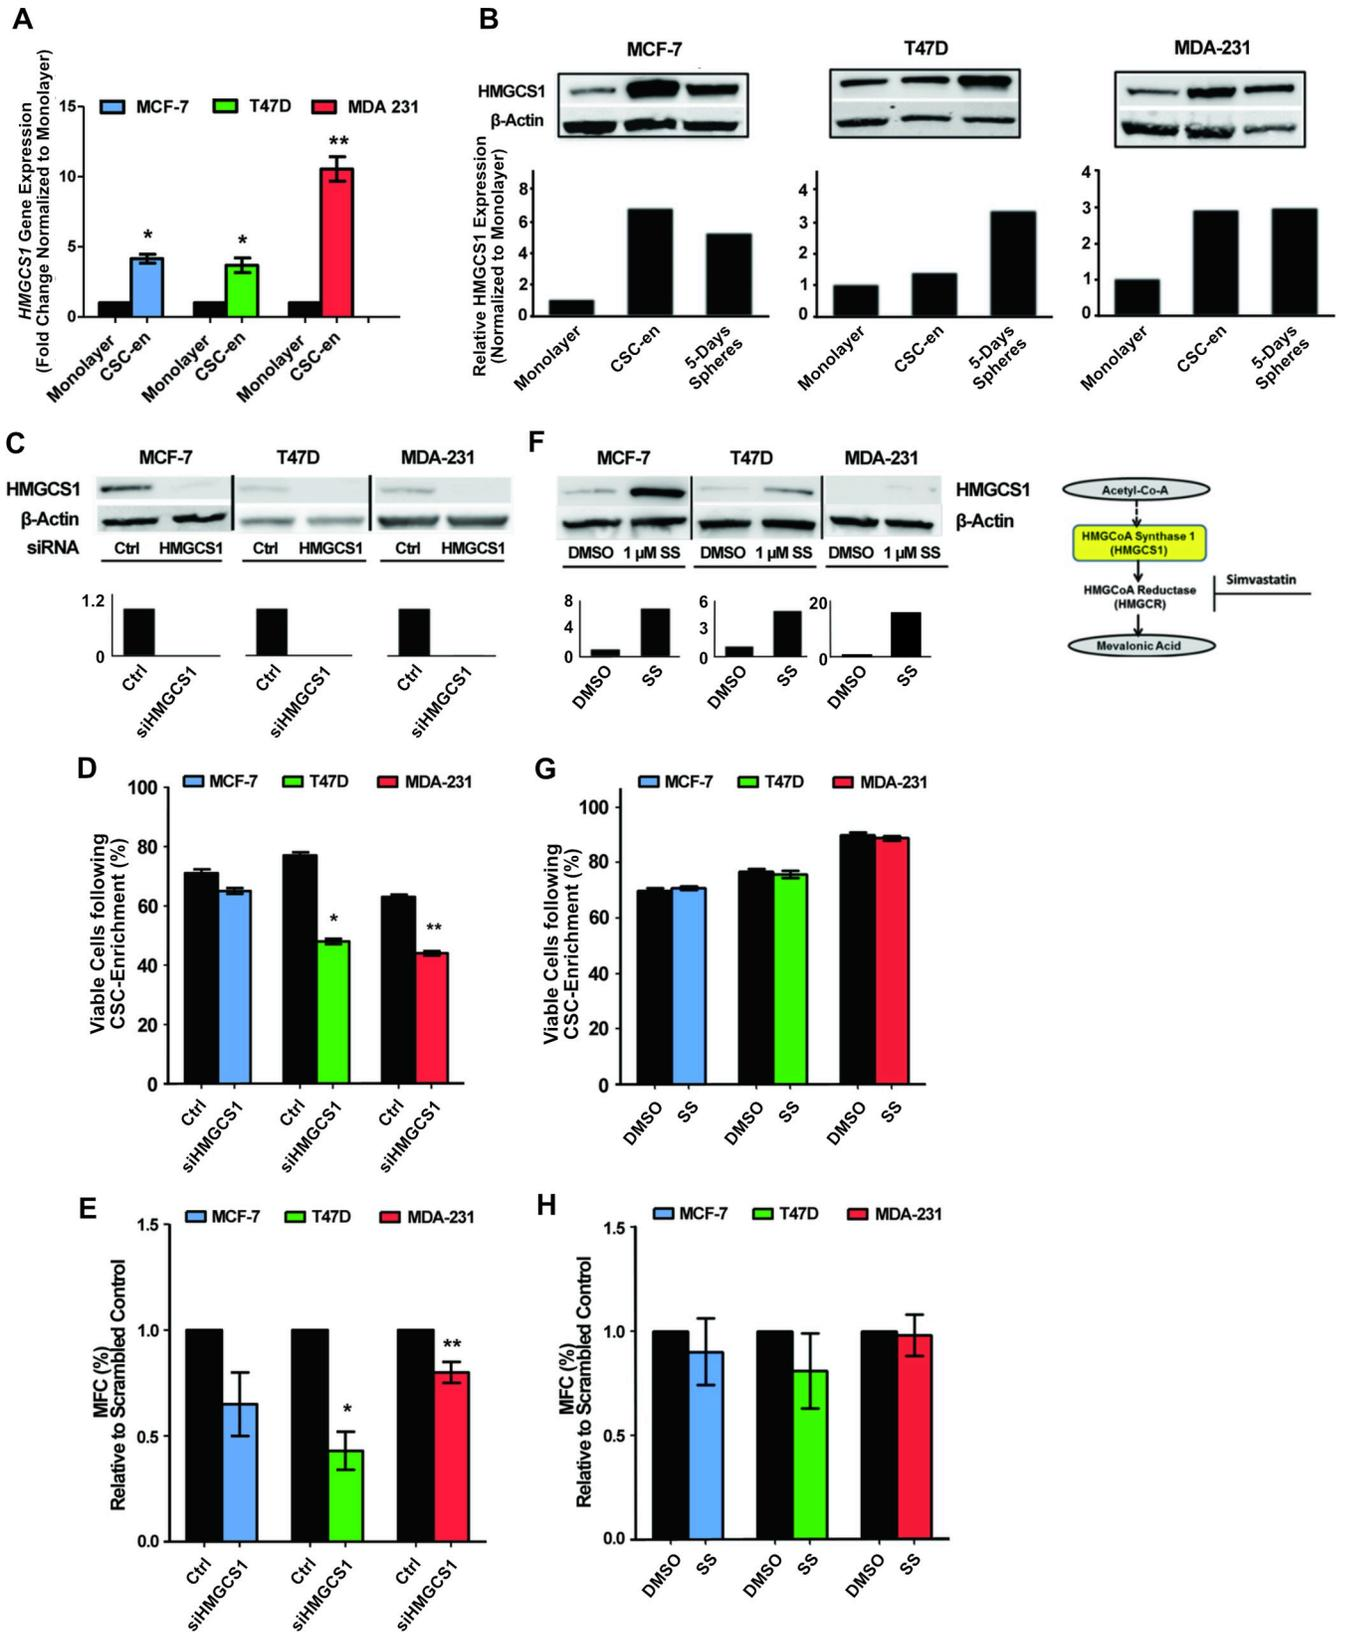 A
HMGCS1 Gene Expression
(Fold Change Normalized to Monolayer)
MCF-7 T47D MDA 231
15
10
5
0
* * **
Monolayer CSC-en Monolayer CSC-en Monolayer CSC-en
B
MCF-7 T47D MDA-231
HMGCS1
β-Actin
Relative HMGCS1 Expression
(Normalized to Monolayer)
8
6
4
2
0
Monolayer CSC-en 5-Days Spheres
4
3
2
1
0
Monolayer CSC-en 5-Days Spheres
4
3
2
1
0
Monolayer CSC-en 5-Days Spheres
C
MCF-7 T47D MDA-231
HMGCS1
β-Actin
siRNA Ctrl HMGCS1 Ctrl HMGCS1 Ctrl HMGCS1
1.2
0
Ctrl siHMGCS1 Ctrl siHMGCS1 Ctrl siHMGCS1
F
MCF-7 T47D MDA-231
HMGCS1
β-Actin
DMSO 1 µM SS DMSO 1 µM SS DMSO 1 µM SS
8
4
0
6
3
0
20
0
DMSO SS DMSO SS DMSO SS
Acetyl-Co-A
HMGCoA Synthase 1
(HMGCS1)
HMGCoA Reductase
(HMGCR)
Simvastatin
Mevalonic Acid
D
MCF-7 T47D MDA-231
Viable Cells following
CSC-Enrichment (%)
100
80
60
40
20
0
* **
Ctrl siHMGCS1 Ctrl siHMGCS1 Ctrl siHMGCS1
G
MCF-7 T47D MDA-231
Viable Cells following
CSC-Enrichment (%)
100
80
60
40
20
0
DMSO SS DMSO SS DMSO SS
E
MCF-7 T47D MDA-231
MFC (%)
Relative to Scrambled Control
1.5
1.0
0.5
0.0
* **
Ctrl siHMGCS1 Ctrl siHMGCS1 Ctrl siHMGCS1
H
MCF-7 T47D MDA-231
MFC (%)
Relative to Scrambled Control
1.5
1.0
0.5
0.0
DMSO SS DMSO SS DMSO SS